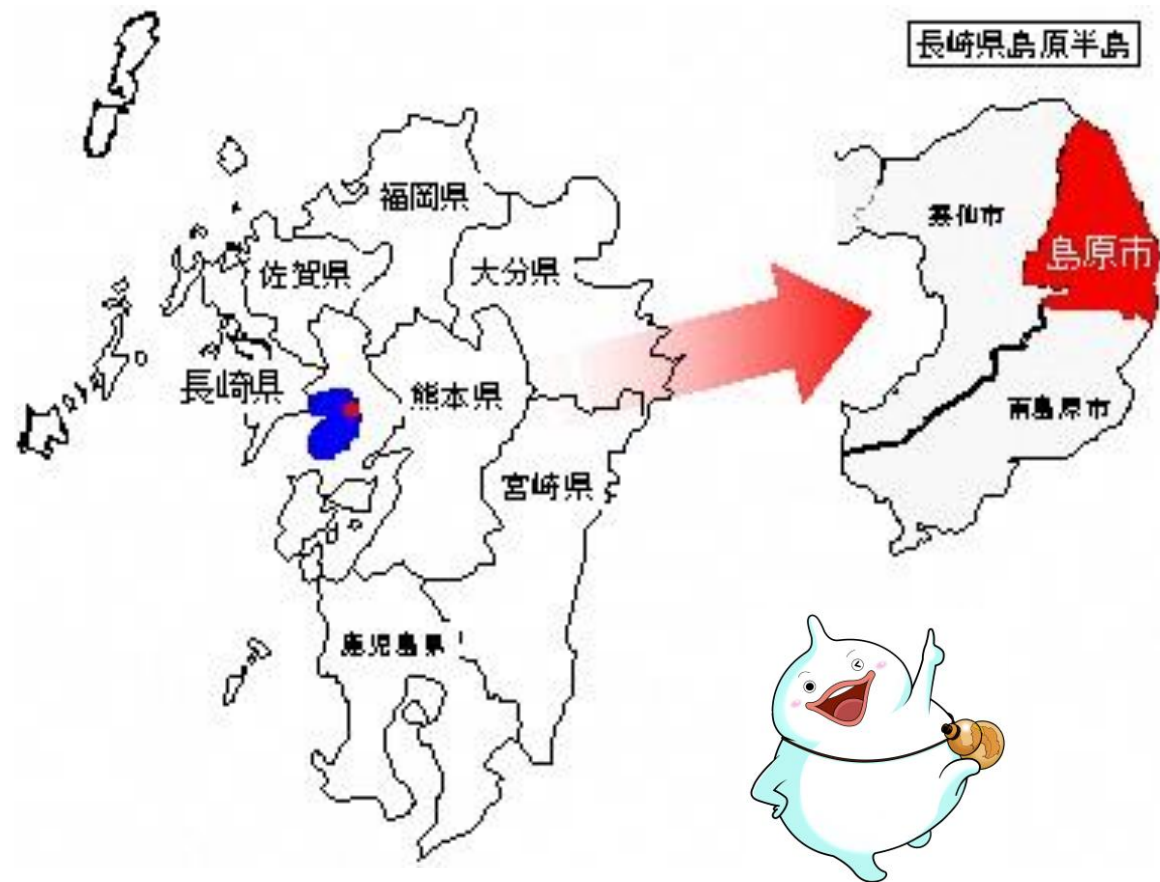 長崎県島原半島
福岡県
佐賀県
大分県
長崎県
熊本県
宮崎県
鹿児島県
雲仙市
島原市
南島原市